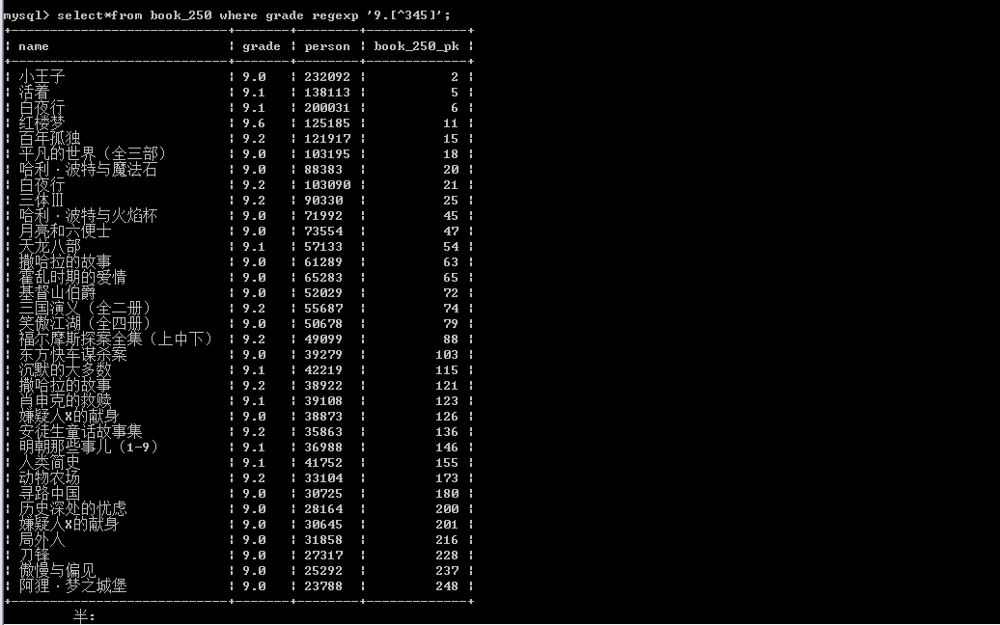 mysql> select*from book_250 where grade regexp '9.[^345]';
+----------------------------+-------+--------+-------------+
| name | grade | person | book_250_pk |
+----------------------------+-------+--------+-------------+
| 小王子 | 9.0 | 232092 | 2 |
| 活着 | 9.1 | 138113 | 5 |
| 白夜行 | 9.1 | 200031 | 6 |
| 红楼梦 | 9.6 | 125185 | 11 |
| 百年孤独 | 9.2 | 121917 | 15 |
| 平凡的世界（全三部） | 9.0 | 103195 | 18 |
| 哈利·波特与魔法石 | 9.0 | 88383 | 20 |
| 白夜行 | 9.2 | 103090 | 21 |
| 三体Ⅲ | 9.2 | 90330 | 25 |
| 哈利·波特与火焰杯 | 9.0 | 71992 | 45 |
| 月亮和六便士 | 9.0 | 73554 | 47 |
| 天龙八部 | 9.1 | 57133 | 54 |
| 撒哈拉的故事 | 9.0 | 61289 | 63 |
| 霍乱时期的爱情 | 9.0 | 65283 | 65 |
| 基督山伯爵 | 9.0 | 52029 | 72 |
| 三国演义（全二册） | 9.2 | 55687 | 74 |
| 笑傲江湖（全四册） | 9.0 | 50678 | 79 |
| 福尔摩斯探案全集（上中下） | 9.2 | 49099 | 88 |
| 东方快车谋杀案 | 9.0 | 39279 | 103 |
| 沉默的大多数 | 9.1 | 42219 | 115 |
| 撒哈拉的故事 | 9.2 | 38922 | 121 |
| 肖申克的救赎 | 9.1 | 39108 | 123 |
| 嫌疑人X的献身 | 9.0 | 38873 | 126 |
| 安徒生童话故事集 | 9.2 | 35863 | 136 |
| 明朝那些事儿（1-9） | 9.1 | 36988 | 146 |
| 人类简史 | 9.1 | 41752 | 155 |
| 动物农场 | 9.2 | 33104 | 173 |
| 寻路中国 | 9.0 | 30725 | 180 |
| 历史深处的忧虑 | 9.0 | 28164 | 200 |
| 嫌疑人X的献身 | 9.0 | 30645 | 201 |
| 局外人 | 9.0 | 31858 | 216 |
| 刀锋 | 9.0 | 27317 | 228 |
| 傲慢与偏见 | 9.0 | 25292 | 237 |
| 阿狸·梦之城堡 | 9.0 | 23788 | 248 |
+----------------------------+-------+--------+-------------+
半: